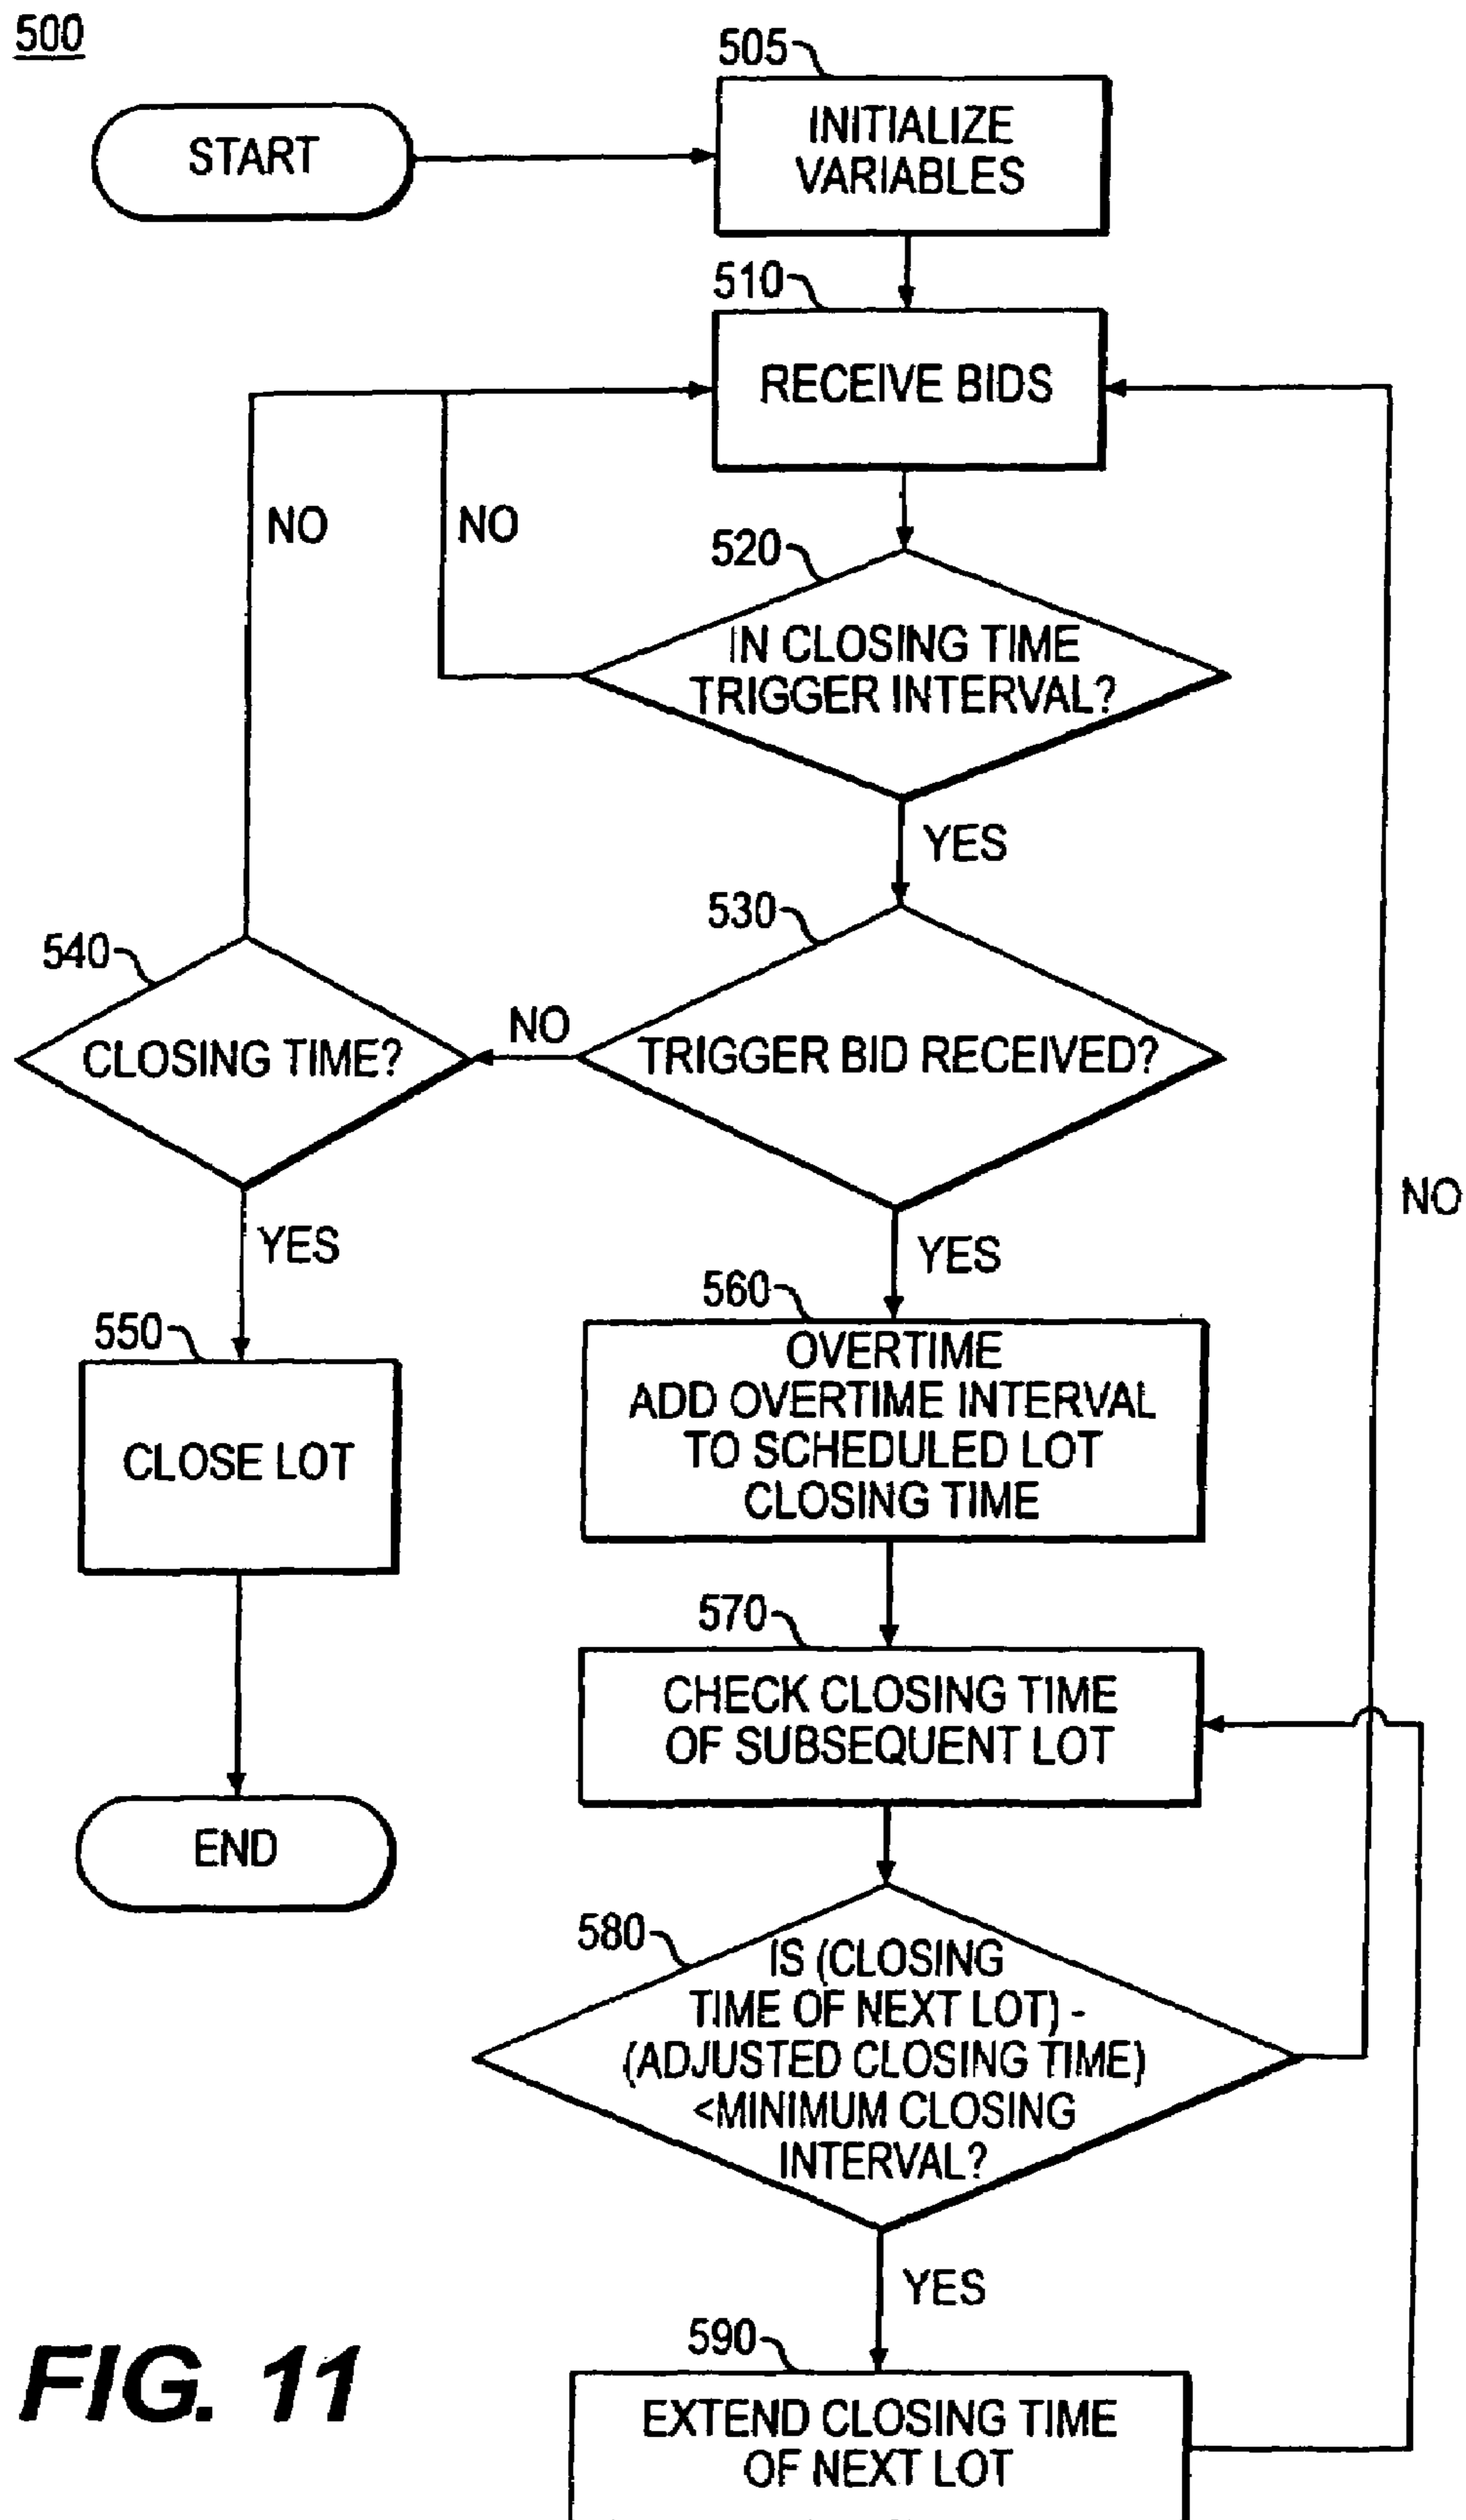 500
505
START
INITIALIZE
VARIABLES
510
RECEIVE BIDS
NO
NO
520
IN CLOSING TIME
TRIGGER INTERVAL?
YES
530
540
CLOSING TIME?
NO
TRIGGER BID RECEIVED?
NO
YES
YES
550
560
CLOSE LOT
OVERTIME
ADD OVERTIME INTERVAL
TO SCHEDULED LOT
CLOSING TIME
570
CHECK CLOSING TIME
OF SUBSEQUENT LOT
END
580
IS (CLOSING
TIME OF NEXT LOT) -
(ADJUSTED CLOSING TIME)
<MINIMUM CLOSING
INTERVAL?
YES
590
FIG. 11
EXTEND CLOSING TIME
OF NEXT LOT